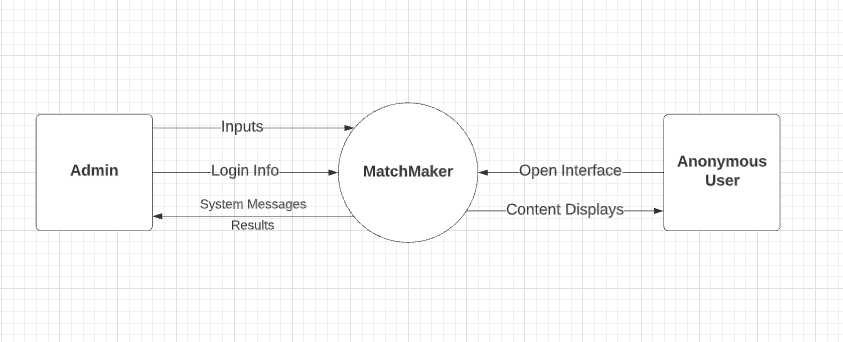 Inputs
Admin
Login Info
System Messages
Results
MatchMaker
Open Interface
Content Displays
Anonymous
User